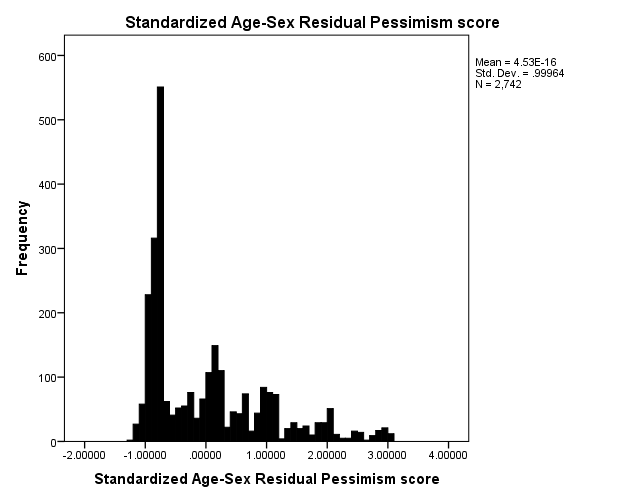 Standardized Age-Sex Residual Pessimism score
Mean = 4.53E-16
Std. Dev. = .99964
N = 2,742
600
500
400
300
200
100
0
Frequency
-2.00000 -1.00000 .00000 1.00000 2.00000 3.00000 4.00000
Standardized Age-Sex Residual Pessimism score